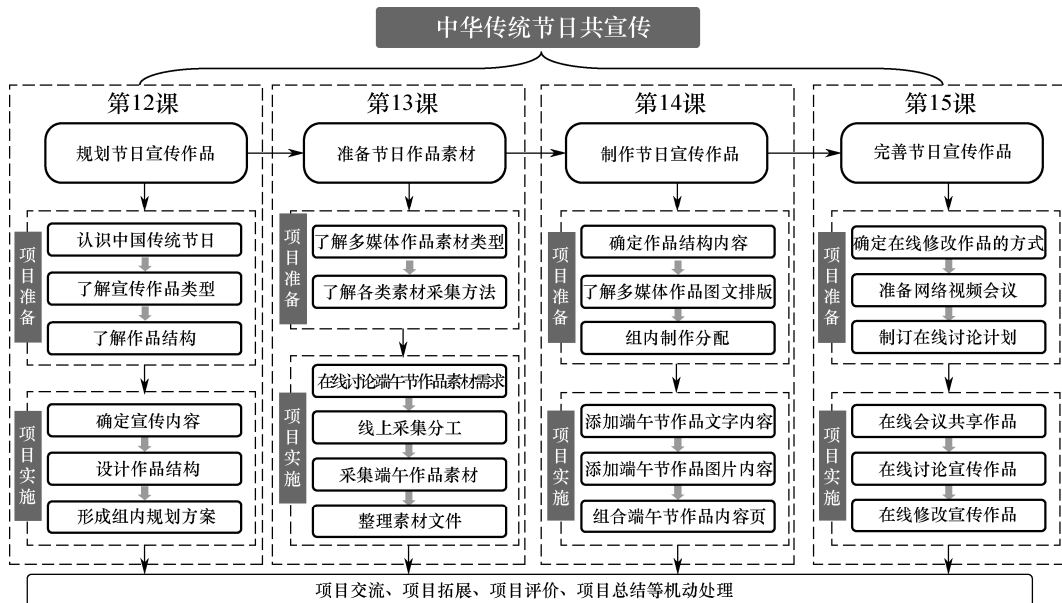 中华传统节日共宣传
第12课
规划节日宣传作品
项目准备
认识中国传统节日
了解宣传作品类型
了解作品结构
项目实施
确定宣传内容
设计作品结构
形成组内规划方案
第13课
准备节日作品素材
项目准备
了解多媒体作品素材类型
了解各类素材采集方法
项目实施
在线讨论端午节作品素材需求
线上采集分工
采集端午作品素材
整理素材文件
第14课
制作节日宣传作品
项目准备
确定作品结构内容
了解多媒体作品图文排版
组内制作分配
项目实施
添加端午节作品文字内容
添加端午节作品图片内容
组合端午节作品内容页
第15课
完善节日宣传作品
项目准备
确定在线修改作品的方式
准备网络视频会议
制订在线讨论计划
项目实施
在线会议共享作品
在线讨论宣传作品
在线修改宣传作品
项目交流、项目拓展、项目评价、项目总结等机动处理